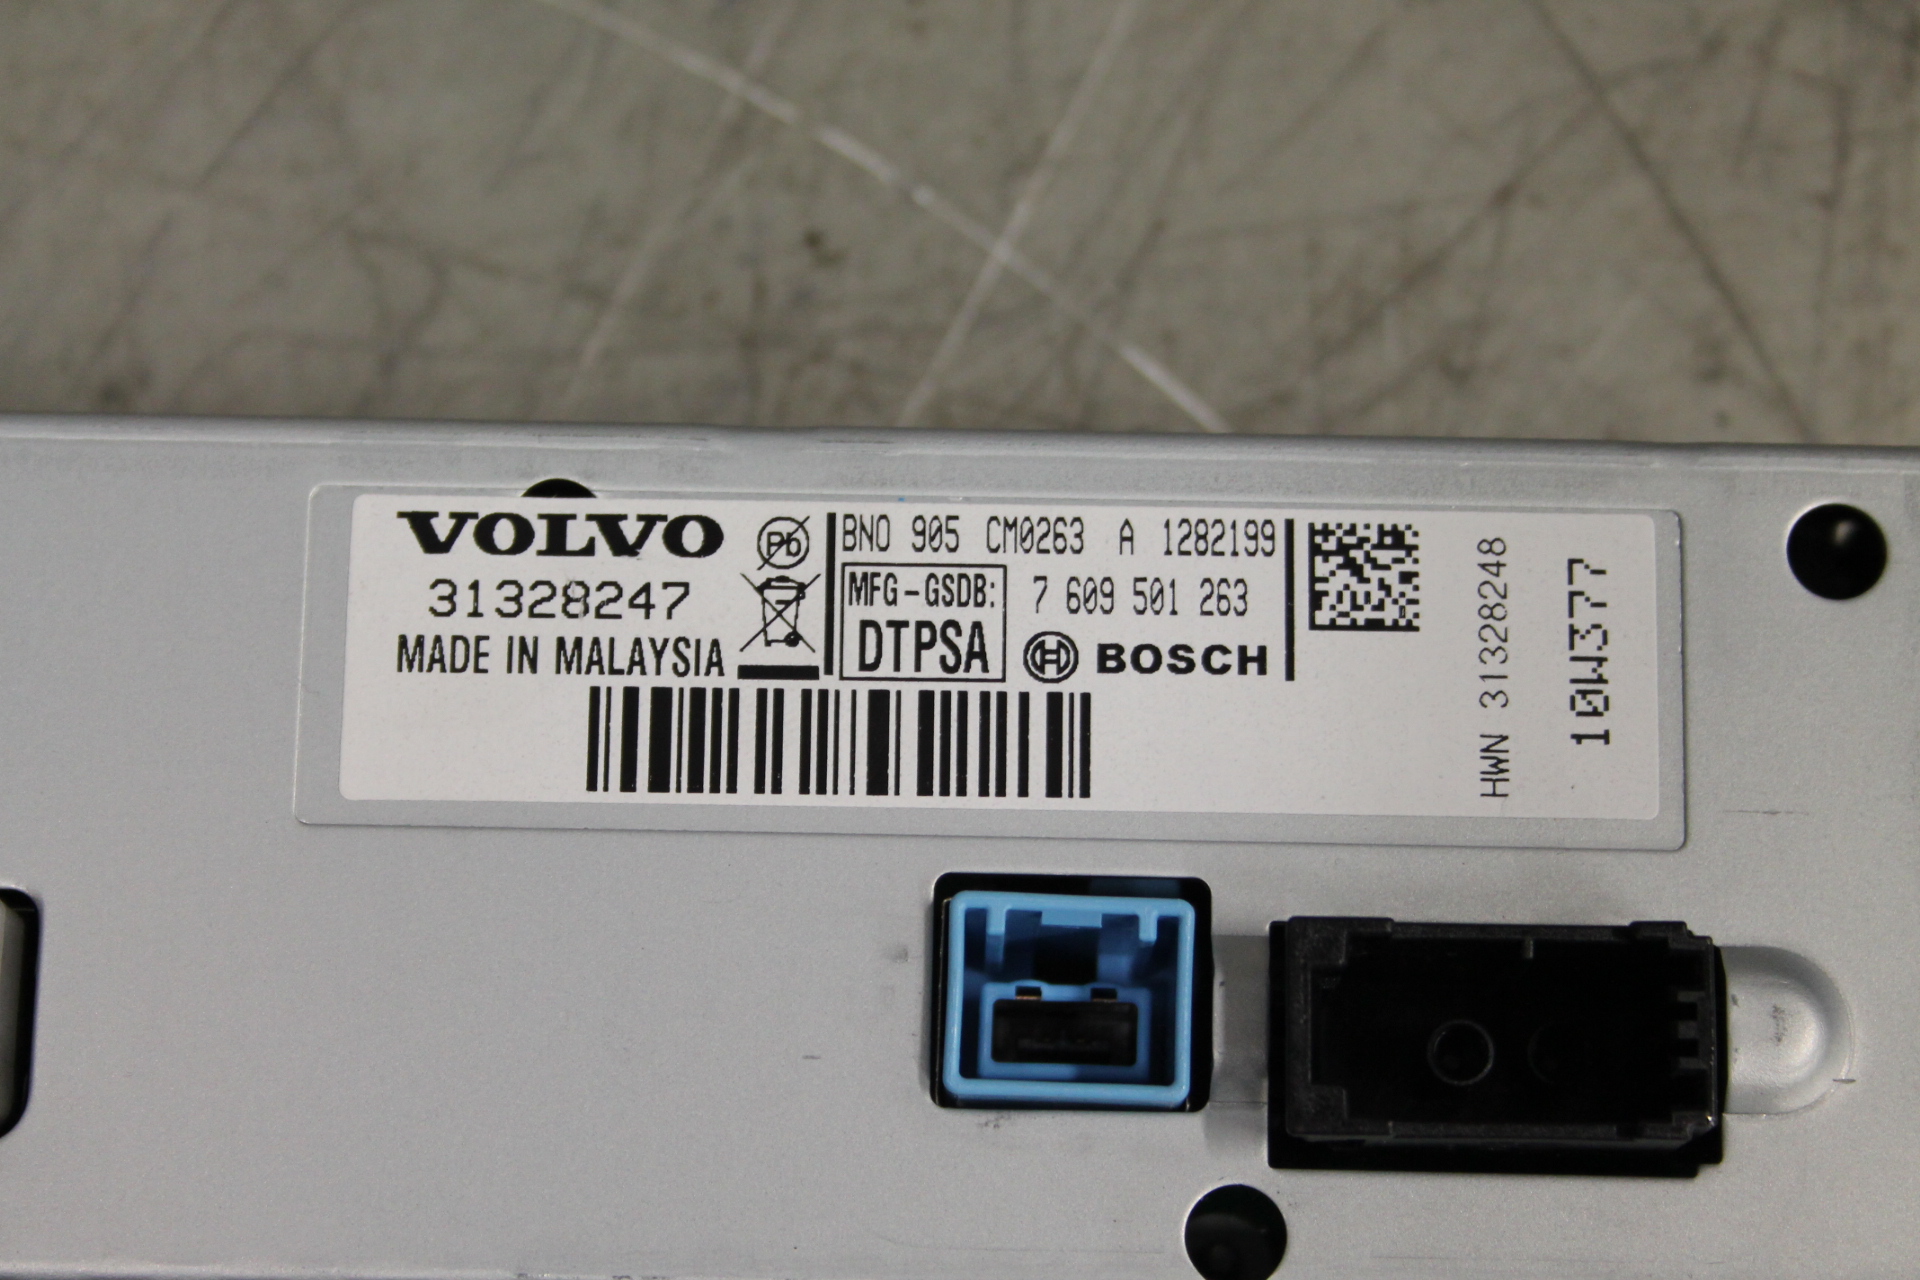 VOLVO
31328247
MADE IN MALAYSIA
Pb
BNO 905 CM0263 A 1282199
MFG-GSDB:
DTPSA
7 609 501 263
BOSCH
HWN 31328248
10W377